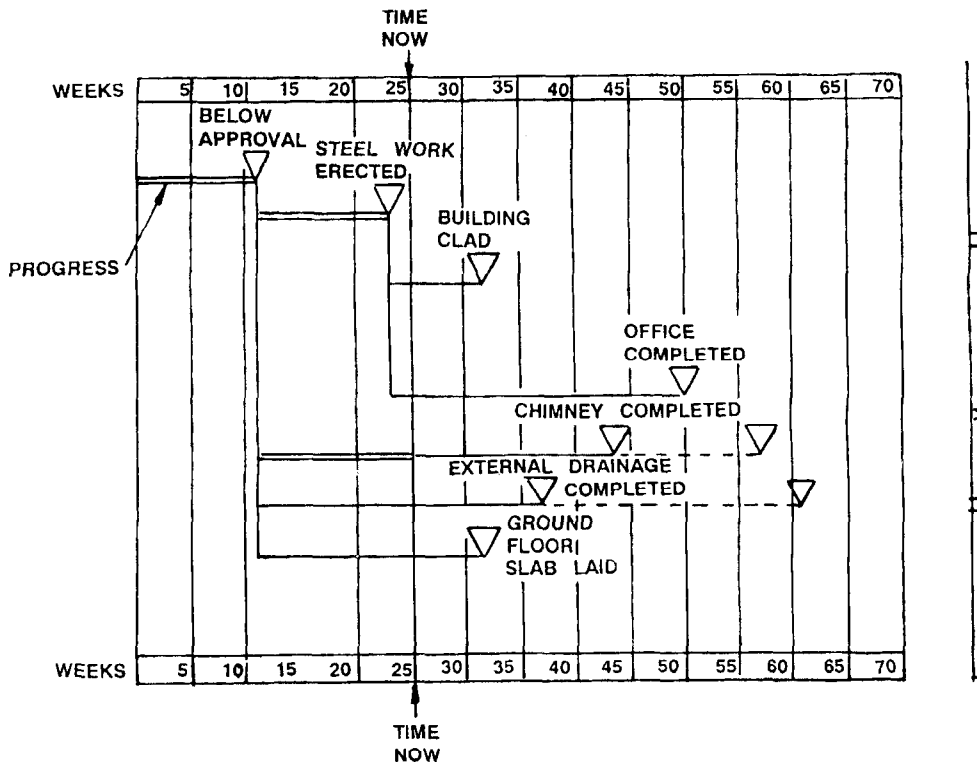 TIME
NOW
WEEKS 5 10 15 20 25 30 35 40 45 50 55 60 65 70
BELOW
APPROVAL
STEEL WORK
ERECTED
BUILDING
CLAD
PROGRESS
OFFICE
COMPLETED
CHIMNEY COMPLETED
EXTERNAL DRAINAGE
COMPLETED
GROUND
FLOOR
SLAB LAID
WEEKS 5 10 15 20 25 30 35 40 45 50 55 60 65 70
TIME
NOW